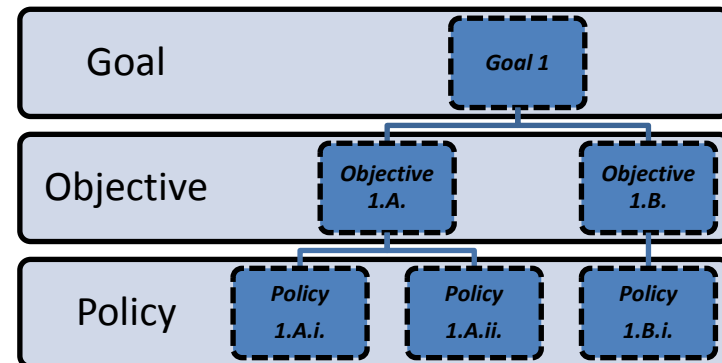 Goal
Goal 1
Objective
Objective
1.A.
Objective
1.B.
Policy
Policy
1.A.i.
Policy
1.A.ii.
Policy
1.B.i.